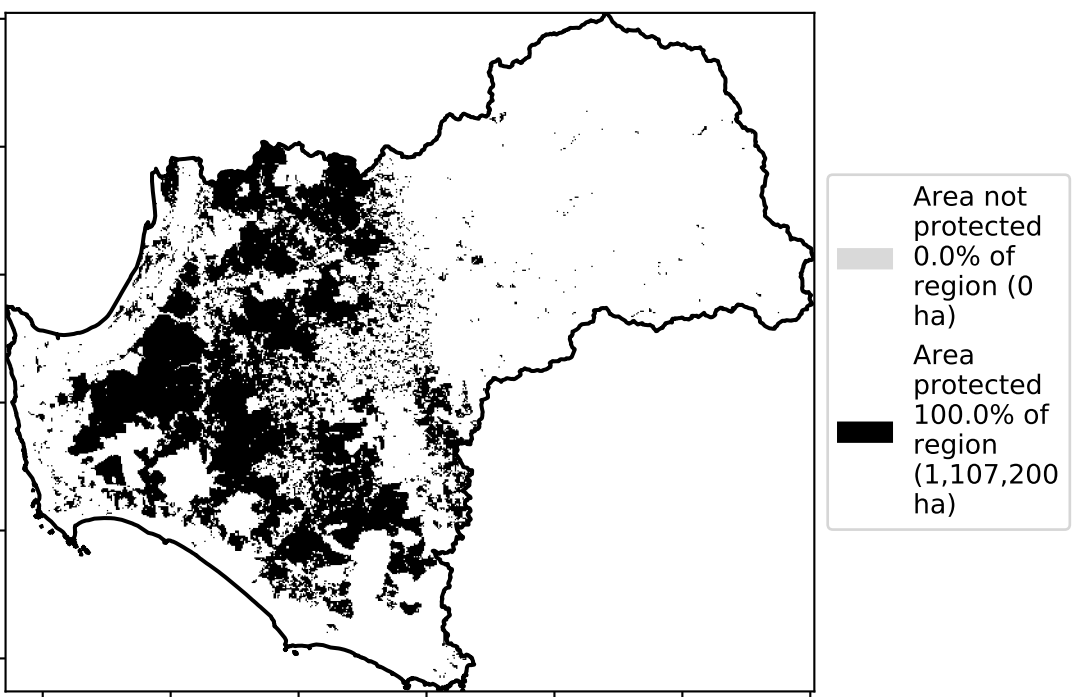 Area not
protected
0.0% of
region (0
ha)
Area
protected
100.0% of
region
(1,107,200
ha)